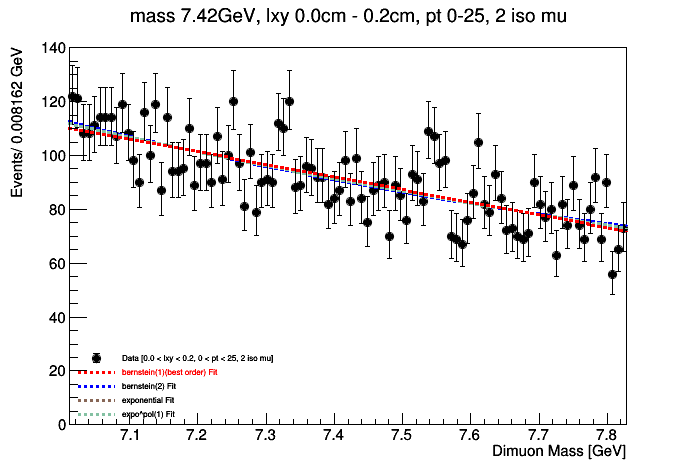 mass 7.42GeV, lxy 0.0cm - 0.2cm, pt 0-25, 2 iso mu
Events/ 0.008162 GeV
140
120
100
80
60
40
20
0
Data [0.0 < lxy < 0.2, 0 < pt < 25, 2 iso mu]
bernstein(1)(best order) Fit
bernstein(2) Fit
exponential Fit
expo*pol(1) Fit
7.1 7.2 7.3 7.4 7.5 7.6 7.7 7.8
Dimuon Mass [GeV]